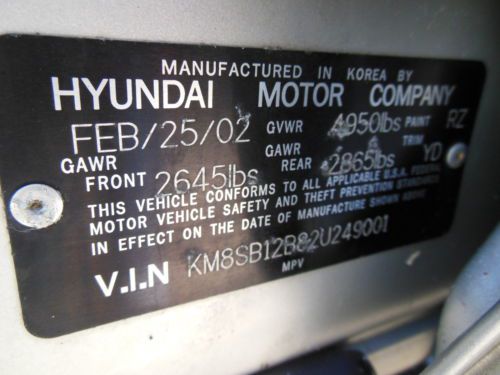 MANUFACTURED IN KOREA BY
HYUNDAI MOTOR COMPANY
FEB/25/02 GVWR 4950lbs PAINT RZ
GAWR FRONT 2645lbs GAWR REAR 2865lbs TRIM YD
THIS VEHICLE CONFORMS TO ALL APPLICABLE U.S.A. FEDERAL
MOTOR VEHICLE SAFETY AND THEFT PREVENTION STANDARDS
IN EFFECT ON THE DATE OF MANUFACTURE SHOWN ABOVE
V.I.N KM8SB12B82U249001
MPV